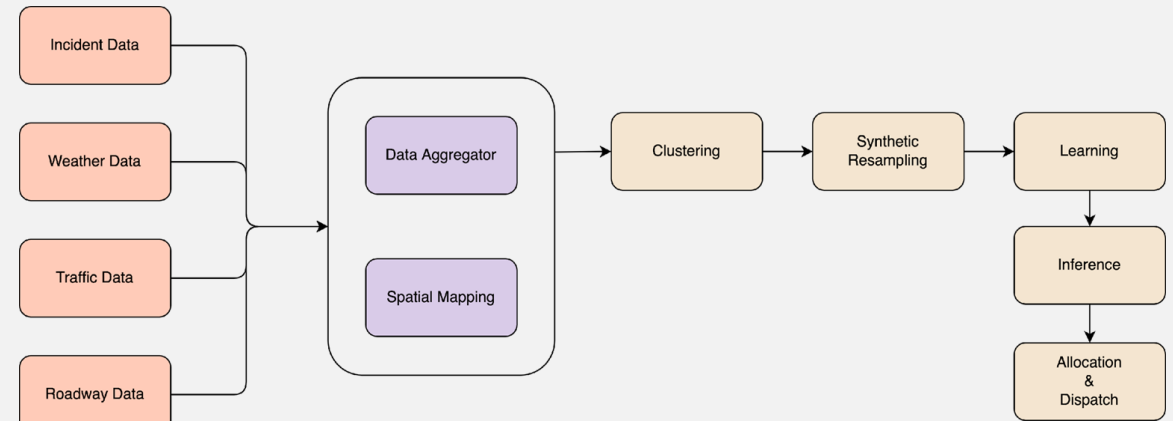 Incident Data
Weather Data
Traffic Data
Roadway Data
Data Aggregator
Spatial Mapping
Clustering
Synthetic
Resampling
Learning
Inference
Allocation
&
Dispatch